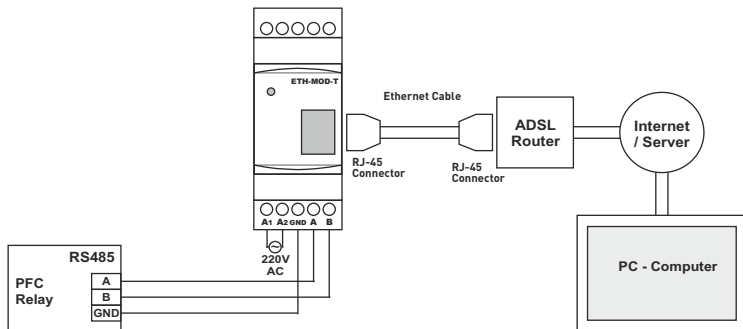 ETH-MOD-T
Ethernet Cable
RJ-45
Connector
RJ-45
Connector
ADSL
Router
Internet
/ Server
A1 A2 GND A B
220V
AC
PC - Computer
RS485
PFC
Relay
A
B
GND